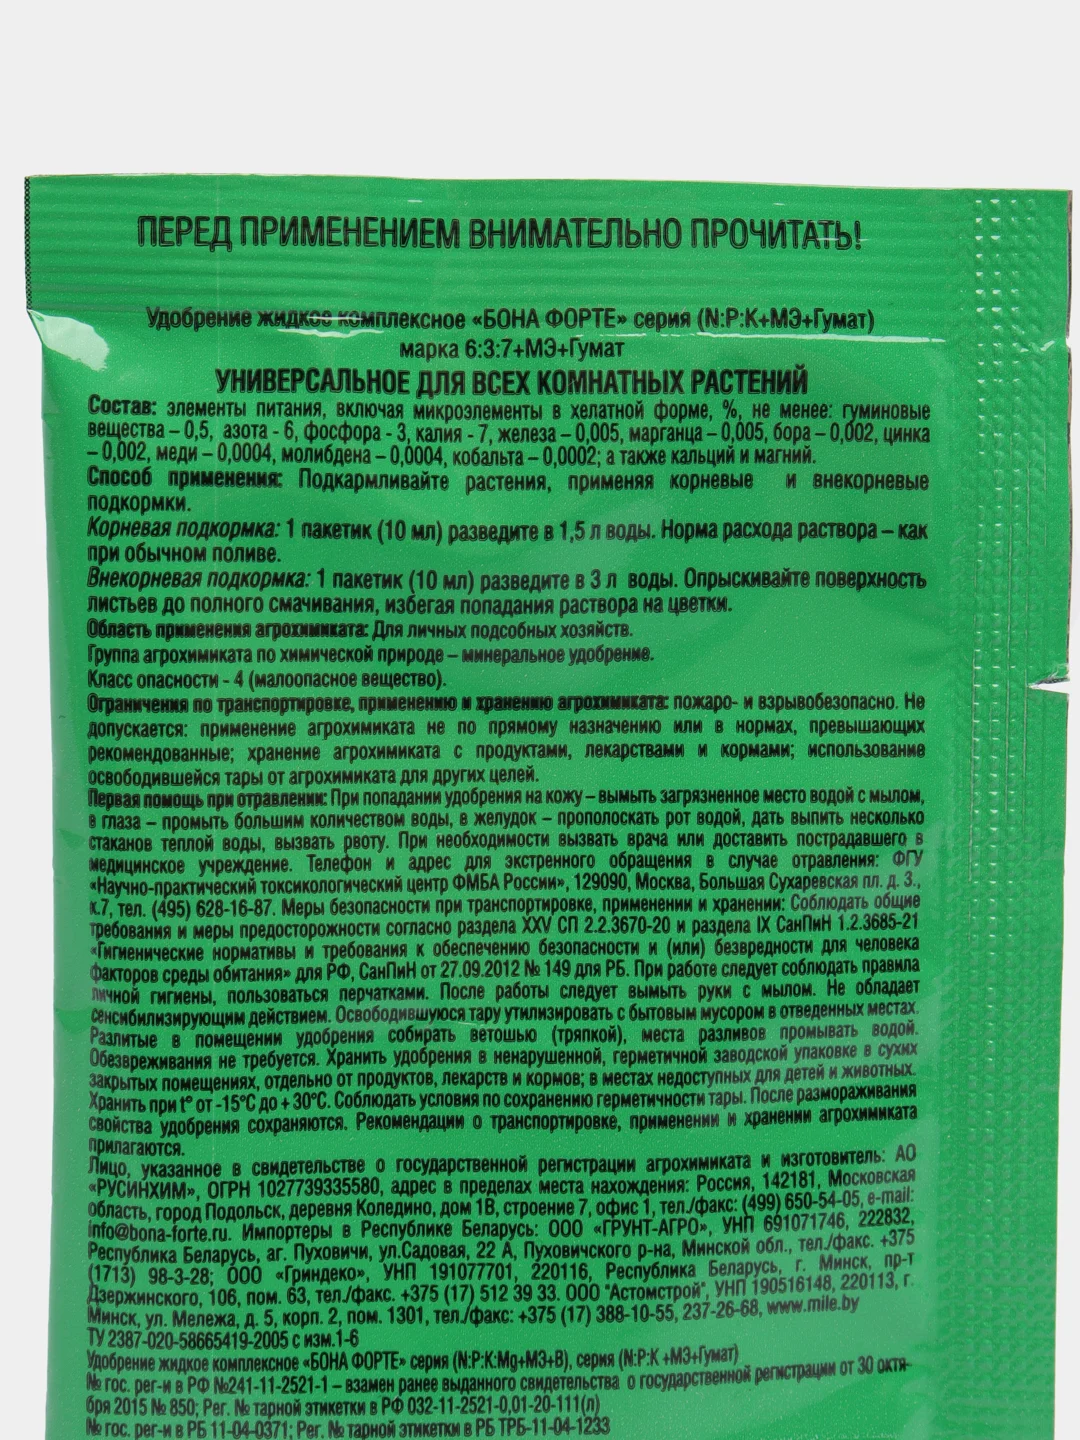 ПЕРЕД ПРИМЕНЕНИЕМ ВНИМАТЕЛЬНО ПРОЧИТАТЬ!
Удобрение жидкое комплексное «БОНА ФОРТЕ» серия (N:P:K+МЭ+Гумат)
марка 6:3:7+МЭ+Гумат
УНИВЕРСАЛЬНОЕ ДЛЯ ВСЕХ КОМНАТНЫХ РАСТЕНИЙ
Состав: элементы питания, включая микроэлементы в хелатной форме, %, не менее: гуминовые
вещества – 0,5, азота - 6, фосфора - 3, калия - 7, железа – 0,005, марганца – 0,005, бора – 0,002, цинка
– 0,002, меди – 0,0004, молибдена – 0,0004, кобальта – 0,0002; а также кальций и магний.
Способ применения: Подкармливайте растения, применяя корневые и внекорневые
подкормки.
Корневая подкормка: 1 пакетик (10 мл) разведите в 1,5 л воды. Норма расхода раствора – как
при обычном поливе.
Внекорневая подкормка: 1 пакетик (10 мл) разведите в 3 л воды. Опрыскивайте поверхность
листьев до полного смачивания, избегая попадания раствора на цветки.
Область применения агрохимиката: Для личных подсобных хозяйств.
Группа агрохимиката по химической природе – минеральное удобрение.
Класс опасности - 4 (малоопасное вещество).
Ограничения по транспортировке, применению и хранению агрохимиката: пожаро- и взрывобезопасно. Не
допускается: применение агрохимиката не по прямому назначению или в нормах, превышающих
рекомендованные; хранение агрохимиката с продуктами, лекарствами и кормами; использование
освободившейся тары от агрохимиката для других целей.
Первая помощь при отравлении: При попадании удобрения на кожу – вымыть загрязненное место водой с мылом,
в глаза – промыть большим количеством воды, в желудок – прополоскать рот водой, дать выпить несколько
стаканов теплой воды, вызвать рвоту. При необходимости вызвать врача или доставить пострадавшего в
медицинское учреждение. Телефон и адрес для экстренного обращения в случае отравления: ФГУ
«Научно-практический токсикологический центр ФМБА России», 129090, Москва, Большая Сухаревская пл. д. 3.,
к.7, тел. (495) 628-16-87. Меры безопасности при транспортировке, применении и хранении: Соблюдать общие
требования и меры предосторожности согласно раздела XXV СП 2.2.3670-20 и раздела IX СанПиН 1.2.3685-21
«Гигиенические нормативы и требования к обеспечению безопасности и (или) безвредности для человека
факторов среды обитания» для РФ, СанПиН от 27.09.2012 № 149 для РБ. При работе следует соблюдать правила
личной гигиены, пользоваться перчатками. После работы следует вымыть руки с мылом. Не обладает
сенсибилизирующим действием. Освободившуюся тару утилизировать с бытовым мусором в отведенных местах.
Разлитые в помещении удобрения собирать ветошью (тряпкой), места разливов промывать водой.
Обезвреживания не требуется. Хранить удобрения в ненарушенной, герметичной заводской упаковке в сухих
закрытых помещениях, отдельно от продуктов, лекарств и кормов; в местах недоступных для детей и животных.
Хранить при t° от -15°С до + 30°С. Соблюдать условия по сохранению герметичности тары. После размораживания
свойства удобрения сохраняются. Рекомендации о транспортировке, применении и хранении агрохимиката
прилагаются.
Лицо, указанное в свидетельстве о государственной регистрации агрохимиката и изготовитель: АО
«РУСИНХИМ», ОГРН 1027739335580, адрес в пределах места нахождения: Россия, 142181, Московская
область, город Подольск, деревня Коледино, дом 1В, строение 7, офис 1, тел./факс: (499) 650-54-05, e-mail:
info@bona-forte.ru. Импортеры в Республике Беларусь: ООО «ГРУНТ-АГРО», УНП 691071746, 222832,
Республика Беларусь, аг. Пуховичи, ул.Садовая, 22 А, Пуховичского р-на, Минской обл., тел./факс. +375
(1713) 98-3-28; ООО «Гриндеко», УНП 191077701, 220116, Республика Беларусь, г. Минск, пр-т
Дзержинского, 106, пом. 63, тел./факс. +375 (17) 512 39 33. ООО "Астомстрой", УНП 190516148, 220113, г.
Минск, ул. Мележа, д. 5, корп. 2, пом. 1301, тел./факс: +375 (17) 388-10-55, 237-26-68, www.mile.by
ТУ 2387-020-58665419-2005 с изм.1-6
Удобрение жидкое комплексное «БОНА ФОРТЕ» серия (N:P:K:Mg+МЭ+В), серия (N:P:K +МЭ+Гумат)
№ гос. рег-и в РФ №241-11-2521-1 – взамен ранее выданного свидетельства о государственной регистрации от 30 октя-
бря 2015 № 850; Рег. № тарной этикетки в РФ 032-11-2521-0,01-20-111(л)
№ гос. рег-и в РБ 11-04-0371; Рег. № тарной этикетки в РБ ТРБ-11-04-1233